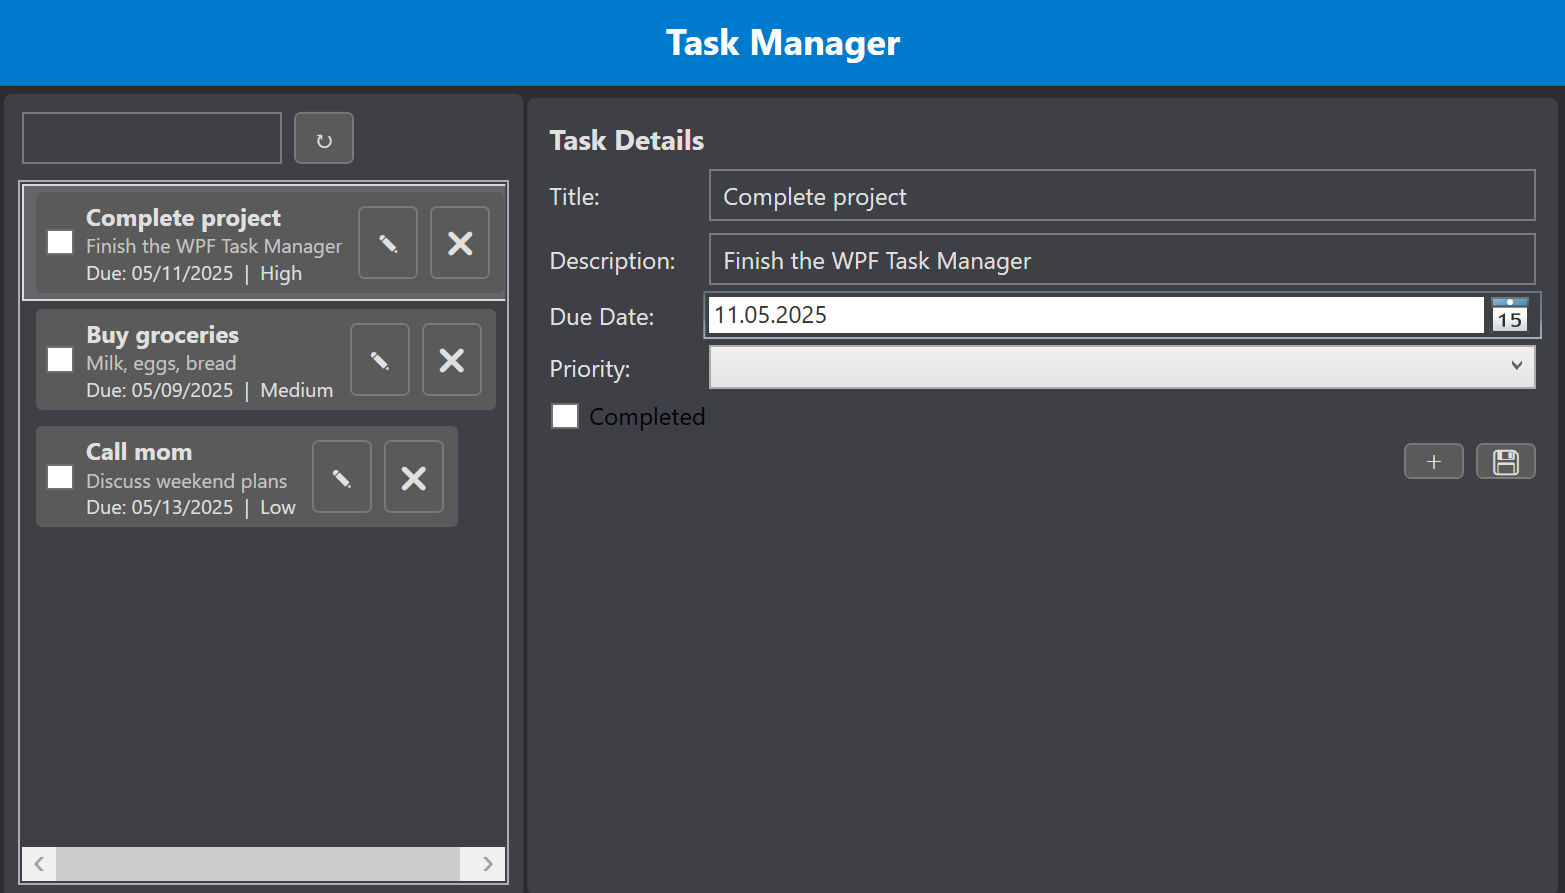 Task Manager
↻
Complete project
Finish the WPF Task Manager
Due: 05/11/2025 | High
Buy groceries
Milk, eggs, bread
Due: 05/09/2025 | Medium
Call mom
Discuss weekend plans
Due: 05/13/2025 | Low
Task Details
Title: Complete project
Description: Finish the WPF Task Manager
Due Date: 11.05.2025 15
Priority:
Completed
+